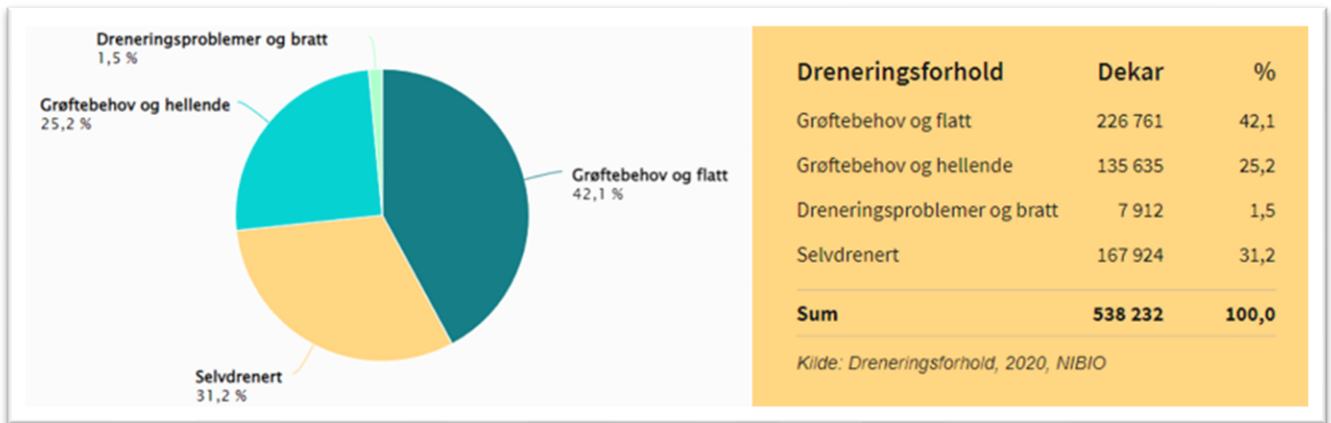 Dreneringsproblemer og bratt
1,5 %
Grøftebehov og hellende
25,2 %
Grøftebehov og flatt
42,1 %
Selvdrenert
31,2 %
Dreneringsforhold Dekar %
Grøftebehov og flatt 226 761 42,1
Grøftebehov og hellende 135 635 25,2
Dreneringsproblemer og bratt 7 912 1,5
Selvdrenert 167 924 31,2
Sum 538 232 100,0
Kilde: Dreneringsforhold, 2020, NIBIO